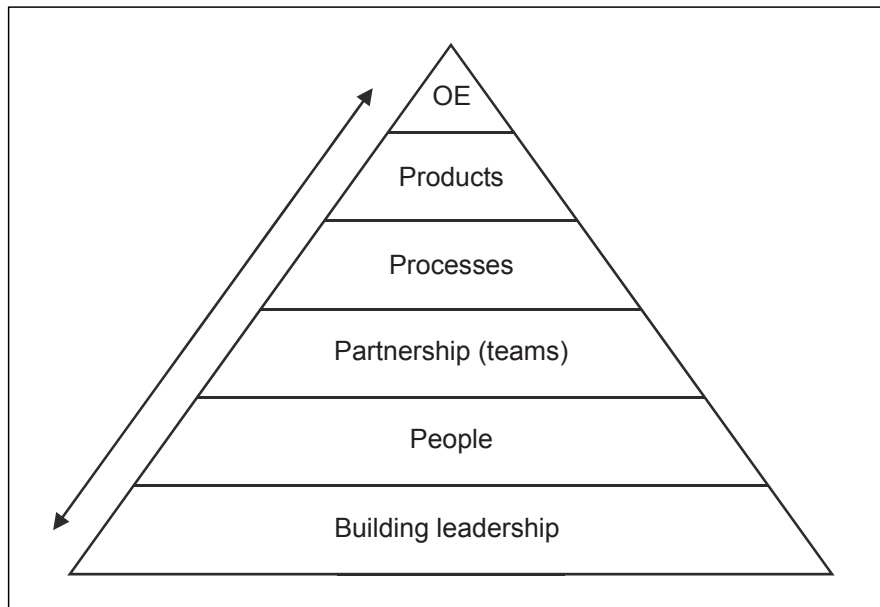 OE
Products
Processes
Partnership (teams)
People
Building leadership